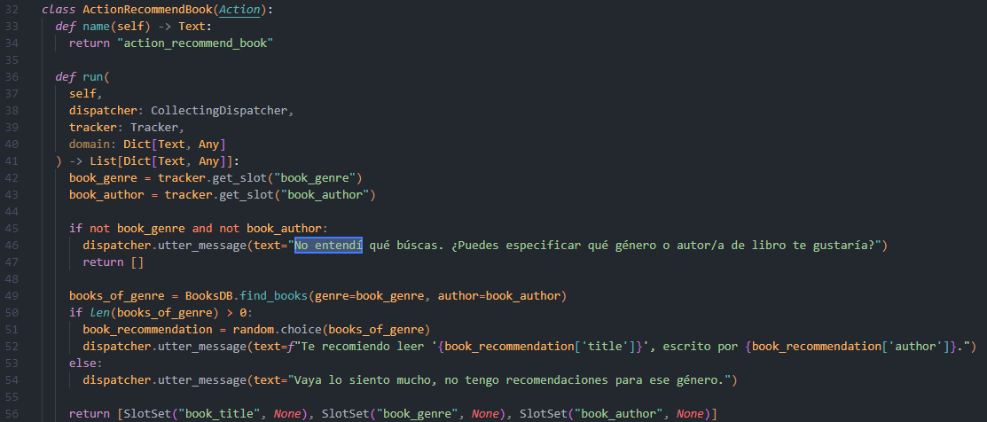 32 class ActionRecommendBook(Action):
33   def name(self) -> Text:
34     return "action_recommend_book"
35
36   def run(
37     self,
38     dispatcher: CollectingDispatcher,
39     tracker: Tracker,
40     domain: Dict[Text, Any]
41   ) -> List[Dict[Text, Any]]:
42     book_genre = tracker.get_slot("book_genre")
43     book_author = tracker.get_slot("book_author")
44
45     if not book_genre and not book_author:
46       dispatcher.utter_message(text="No entendí qué búscas. ¿Puedes especificar qué género o autor/a de libro te gustaría?")
47       return []
48
49     books_of_genre = BooksDB.find_books(genre=book_genre, author=book_author)
50     if len(books_of_genre) > 0:
51       book_recommendation = random.choice(books_of_genre)
52       dispatcher.utter_message(text=f"Te recomiendo leer '{book_recommendation['title']}', escrito por {book_recommendation['author']}.")
53     else:
54       dispatcher.utter_message(text="Vaya lo siento mucho, no tengo recomendaciones para ese género.")
55
56     return [SlotSet("book_title", None), SlotSet("book_genre", None), SlotSet("book_author", None)]